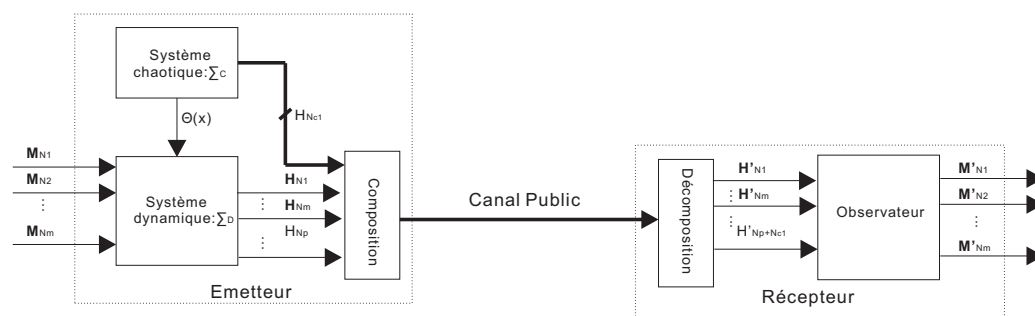 Système
chaotique:∑C
HNc1
Θ(x)
MN1
MN2
⋮
MNm
Système
dynamique:∑D
HN1
⋮
HNm
HNp
⋮
Composition
Emetteur
Canal Public
Décomposition
H'N1
⋮
H'Nm
⋮
H'Np+Nc1
Observateur
M'N1
M'N2
⋮
M'Nm
Récepteur